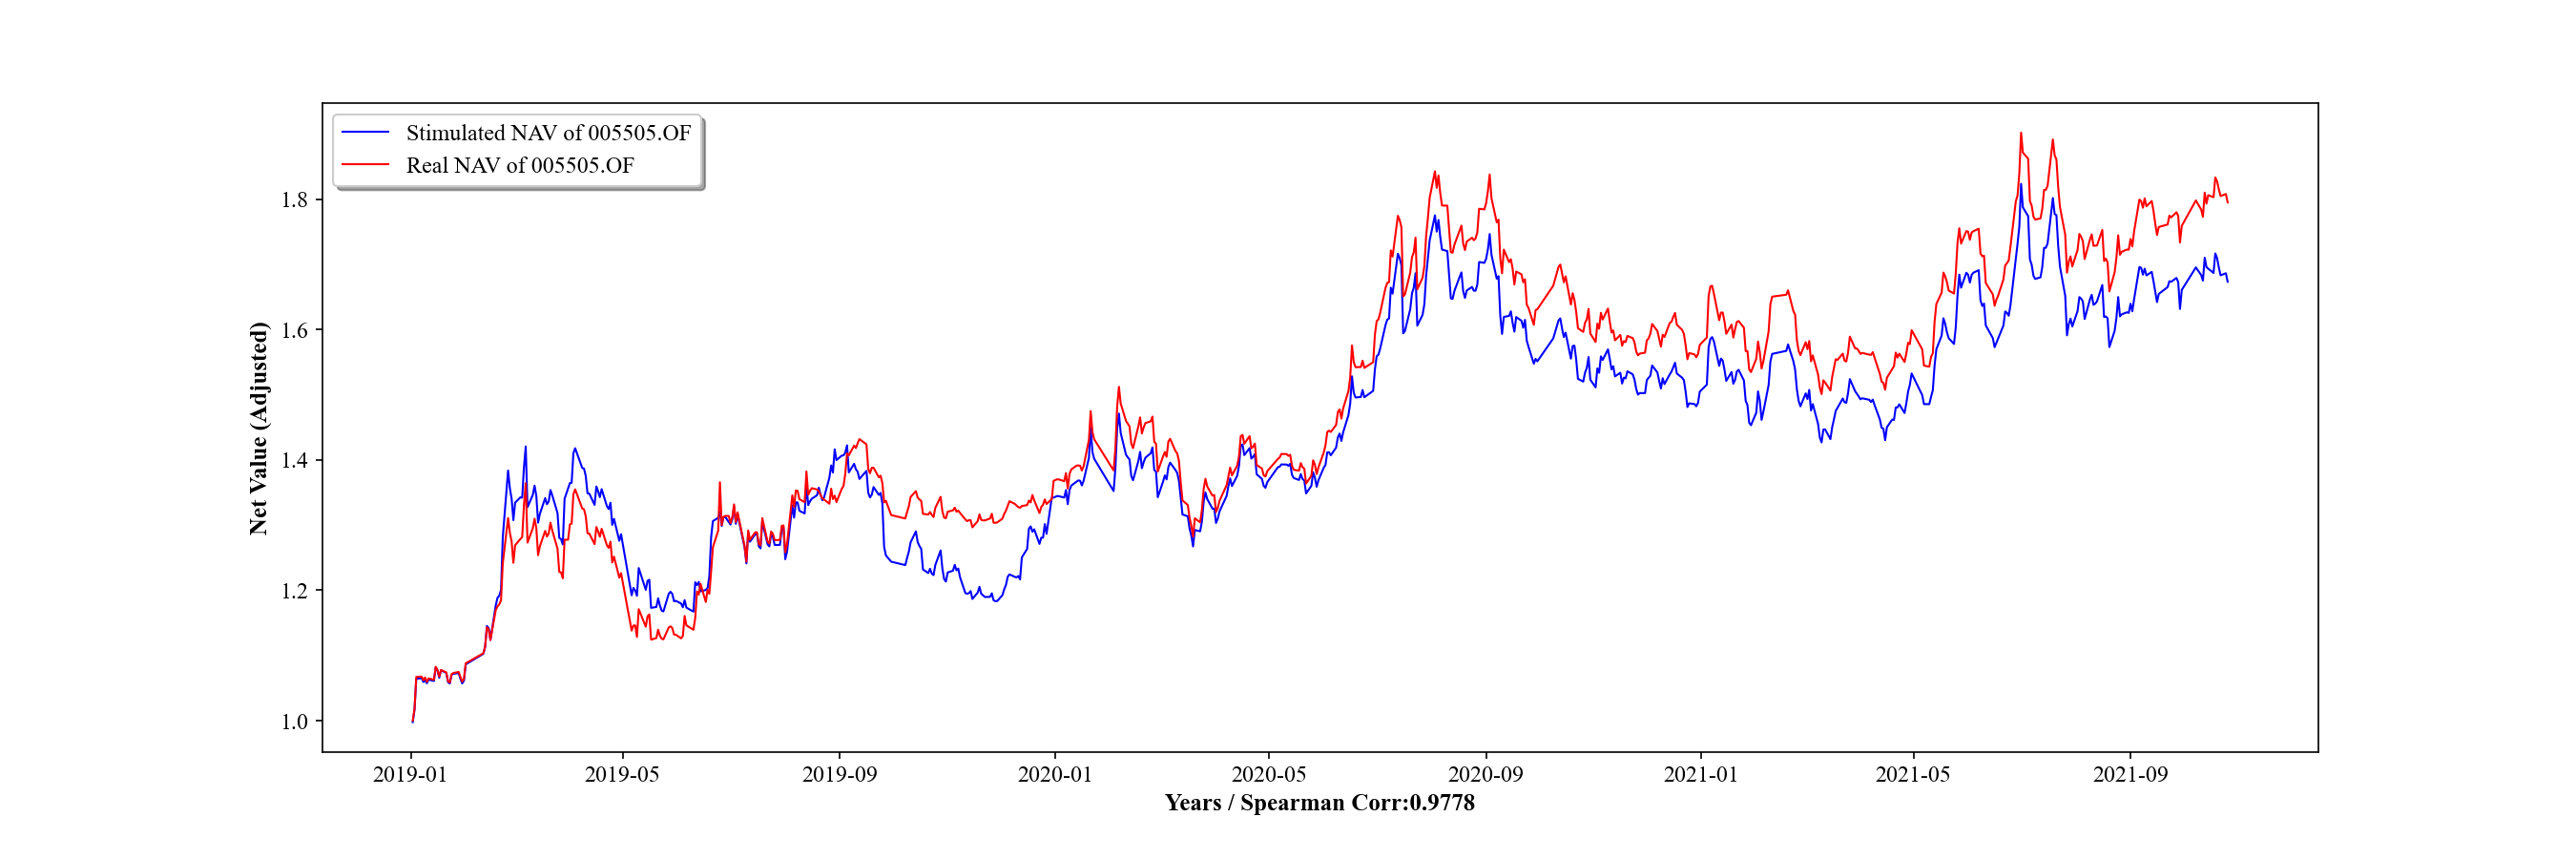 Stimulated NAV of 005505.OF
Real NAV of 005505.OF
Net Value (Adjusted)
1.8
1.6
1.4
1.2
1.0
2019-01 2019-05 2019-09 2020-01 2020-05 2020-09 2021-01 2021-05 2021-09
Years / Spearman Corr:0.9778